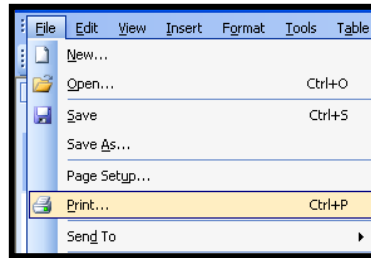 File Edit View Insert Format Tools Table
New...
Open... Ctrl+O
Save Ctrl+S
Save As...
Page Setup...
Print... Ctrl+P
Send To